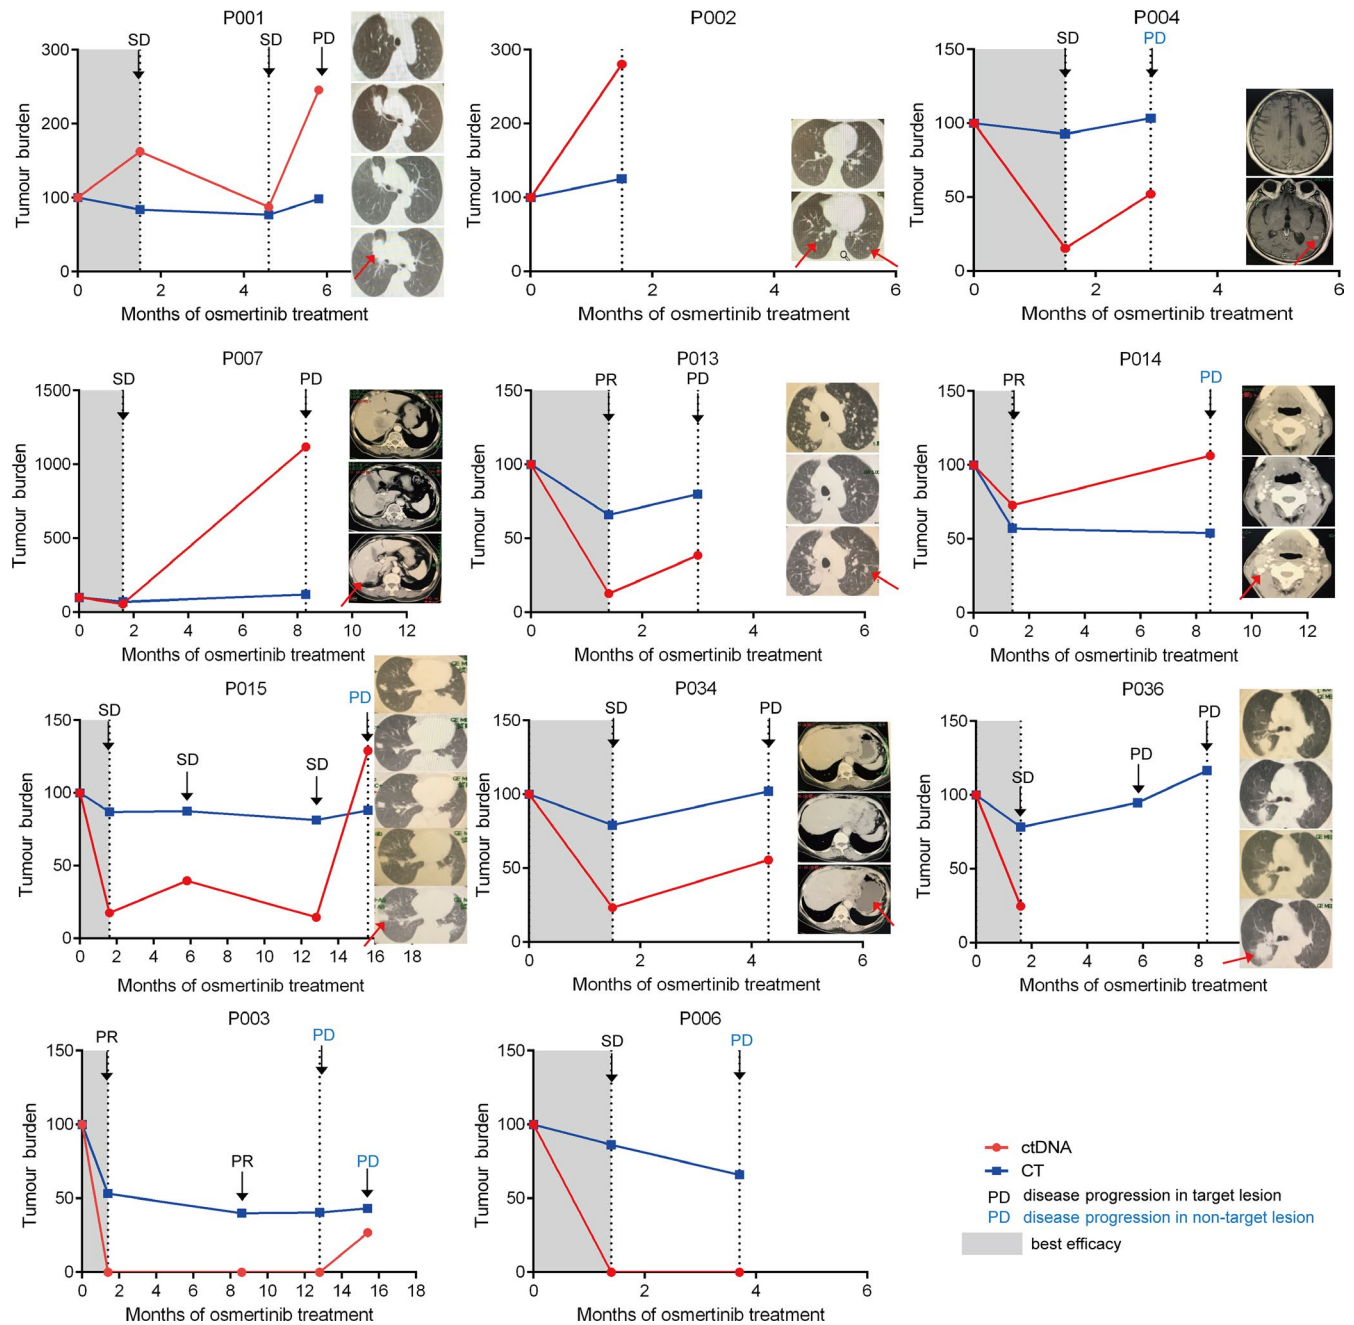 P001
SD
SD
PD
300
200
100
0
Tumour burden
0
2
4
6
Months of osmertinib treatment
P002
300
200
100
0
Tumour burden
0
2
4
6
Months of osmertinib treatment
P004
SD
PD
150
100
50
0
Tumour burden
0
2
4
6
Months of osmertinib treatment
P007
SD
PD
1500
1000
500
0
Tumour burden
0
2
4
6
8
10
12
Months of osmertinib treatment
P013
PR
PD
150
100
50
0
Tumour burden
0
2
4
6
Months of osmertinib treatment
P014
PR
PD
150
100
50
0
Tumour burden
0
2
4
6
8
10
12
Months of osmertinib treatment
P015
SD
SD
SD
PD
150
100
50
0
Tumour burden
0
2
4
6
8
10
12
14
16
18
Months of osmertinib treatment
P034
SD
PD
150
100
50
0
Tumour burden
0
2
4
6
Months of osmertinib treatment
P036
SD
PD
PD
150
100
50
0
Tumour burden
0
2
4
6
8
Months of osmertinib treatment
P003
PR
PR
PD
PD
150
100
50
0
Tumour burden
0
2
4
6
8
10
12
14
16
18
Months of osmertinib treatment
P006
SD
PD
150
100
50
0
Tumour burden
0
2
4
6
Months of osmertinib treatment
ctDNA
CT
PD disease progression in target lesion
PD disease progression in non-target lesion
best efficacy